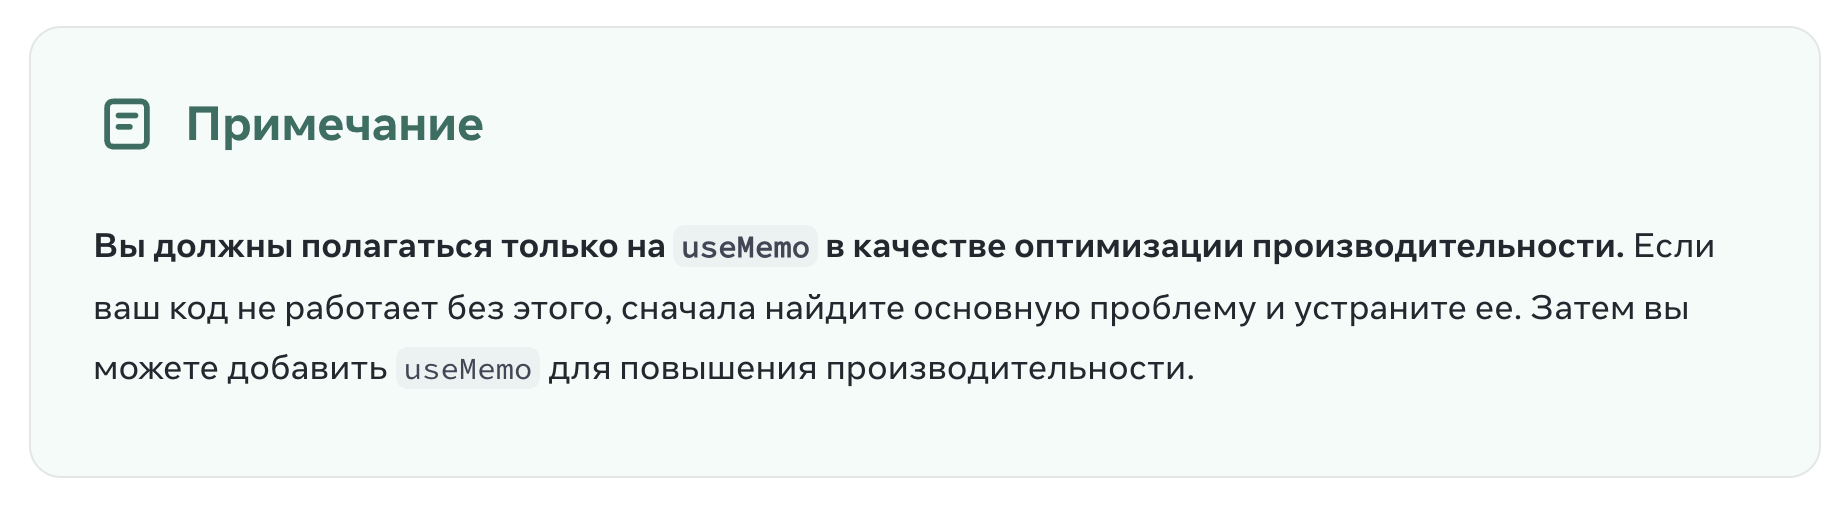 Примечание
Вы должны полагаться только на useMemo в качестве оптимизации производительности. Если
ваш код не работает без этого, сначала найдите основную проблему и устраните ее. Затем вы
можете добавить useMemo для повышения производительности.